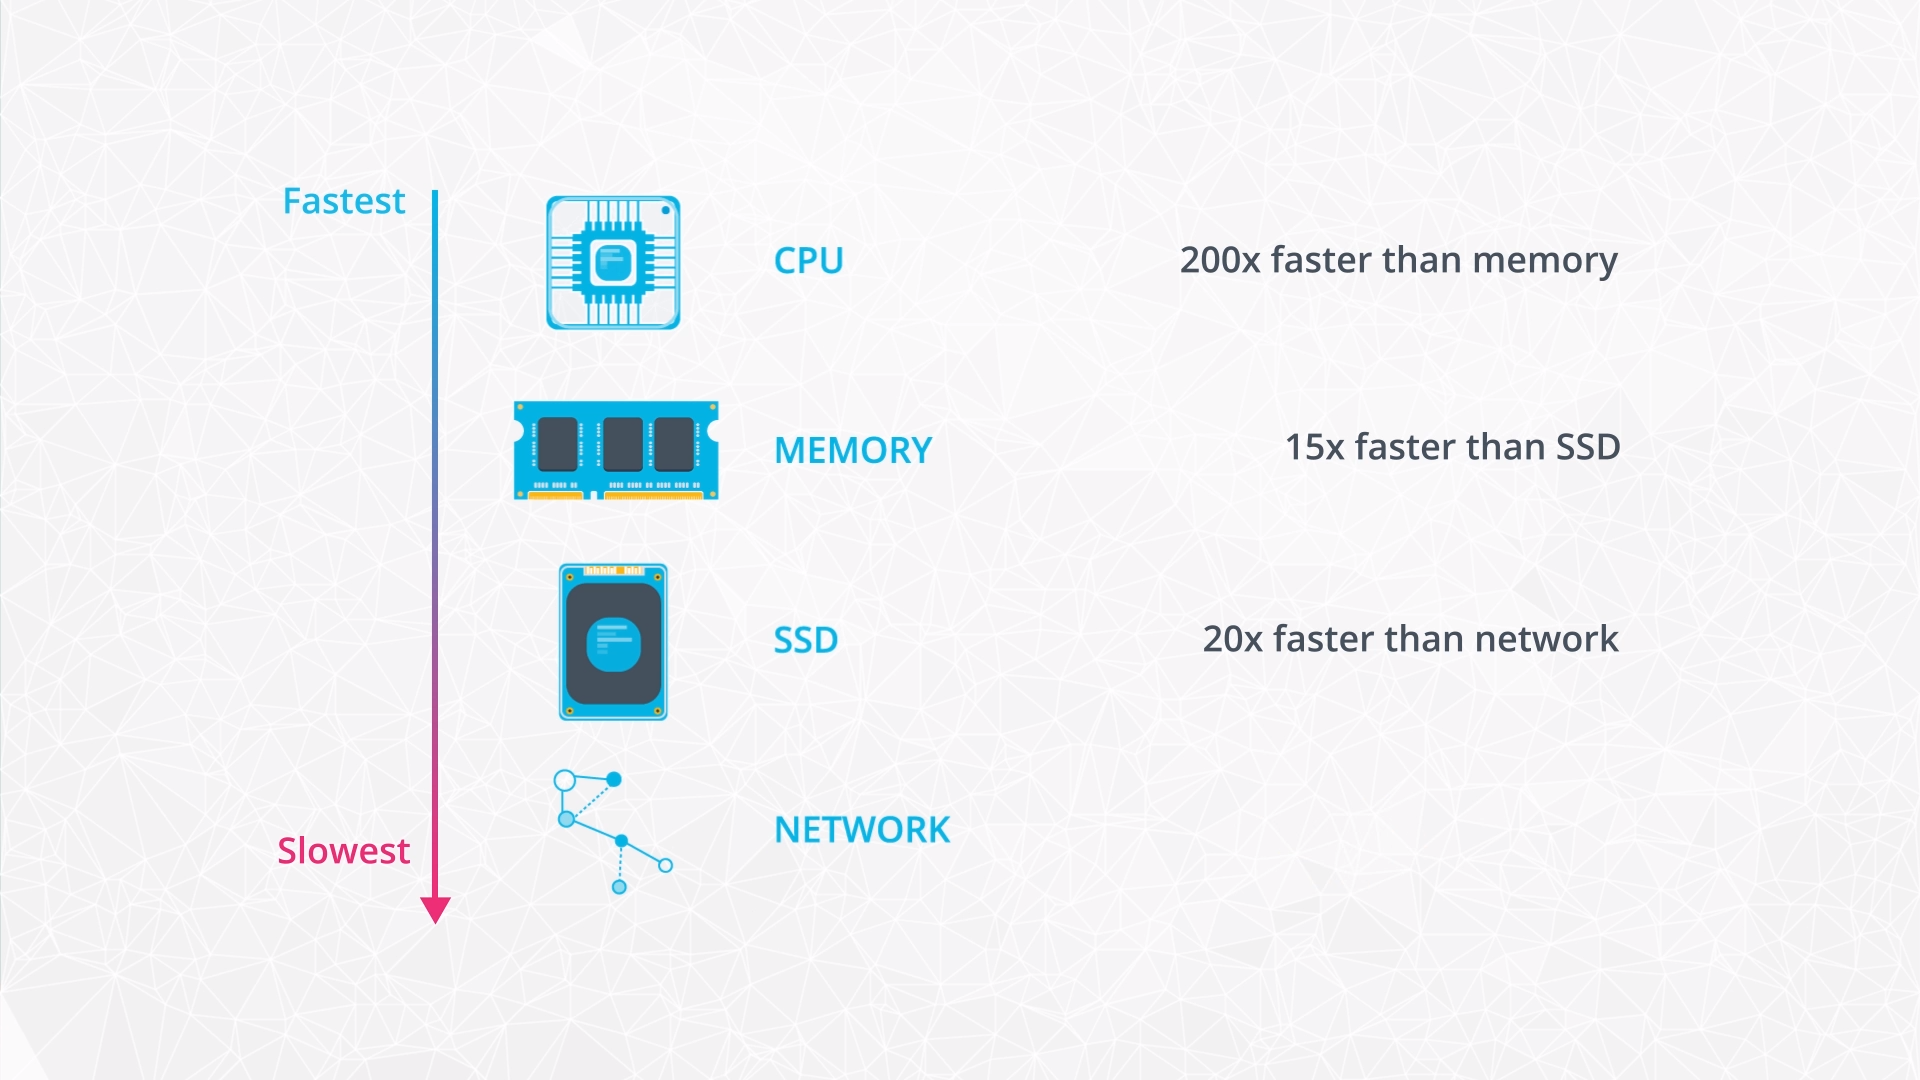 Fastest
CPU
200x faster than memory
MEMORY
15x faster than SSD
SSD
20x faster than network
NETWORK
Slowest